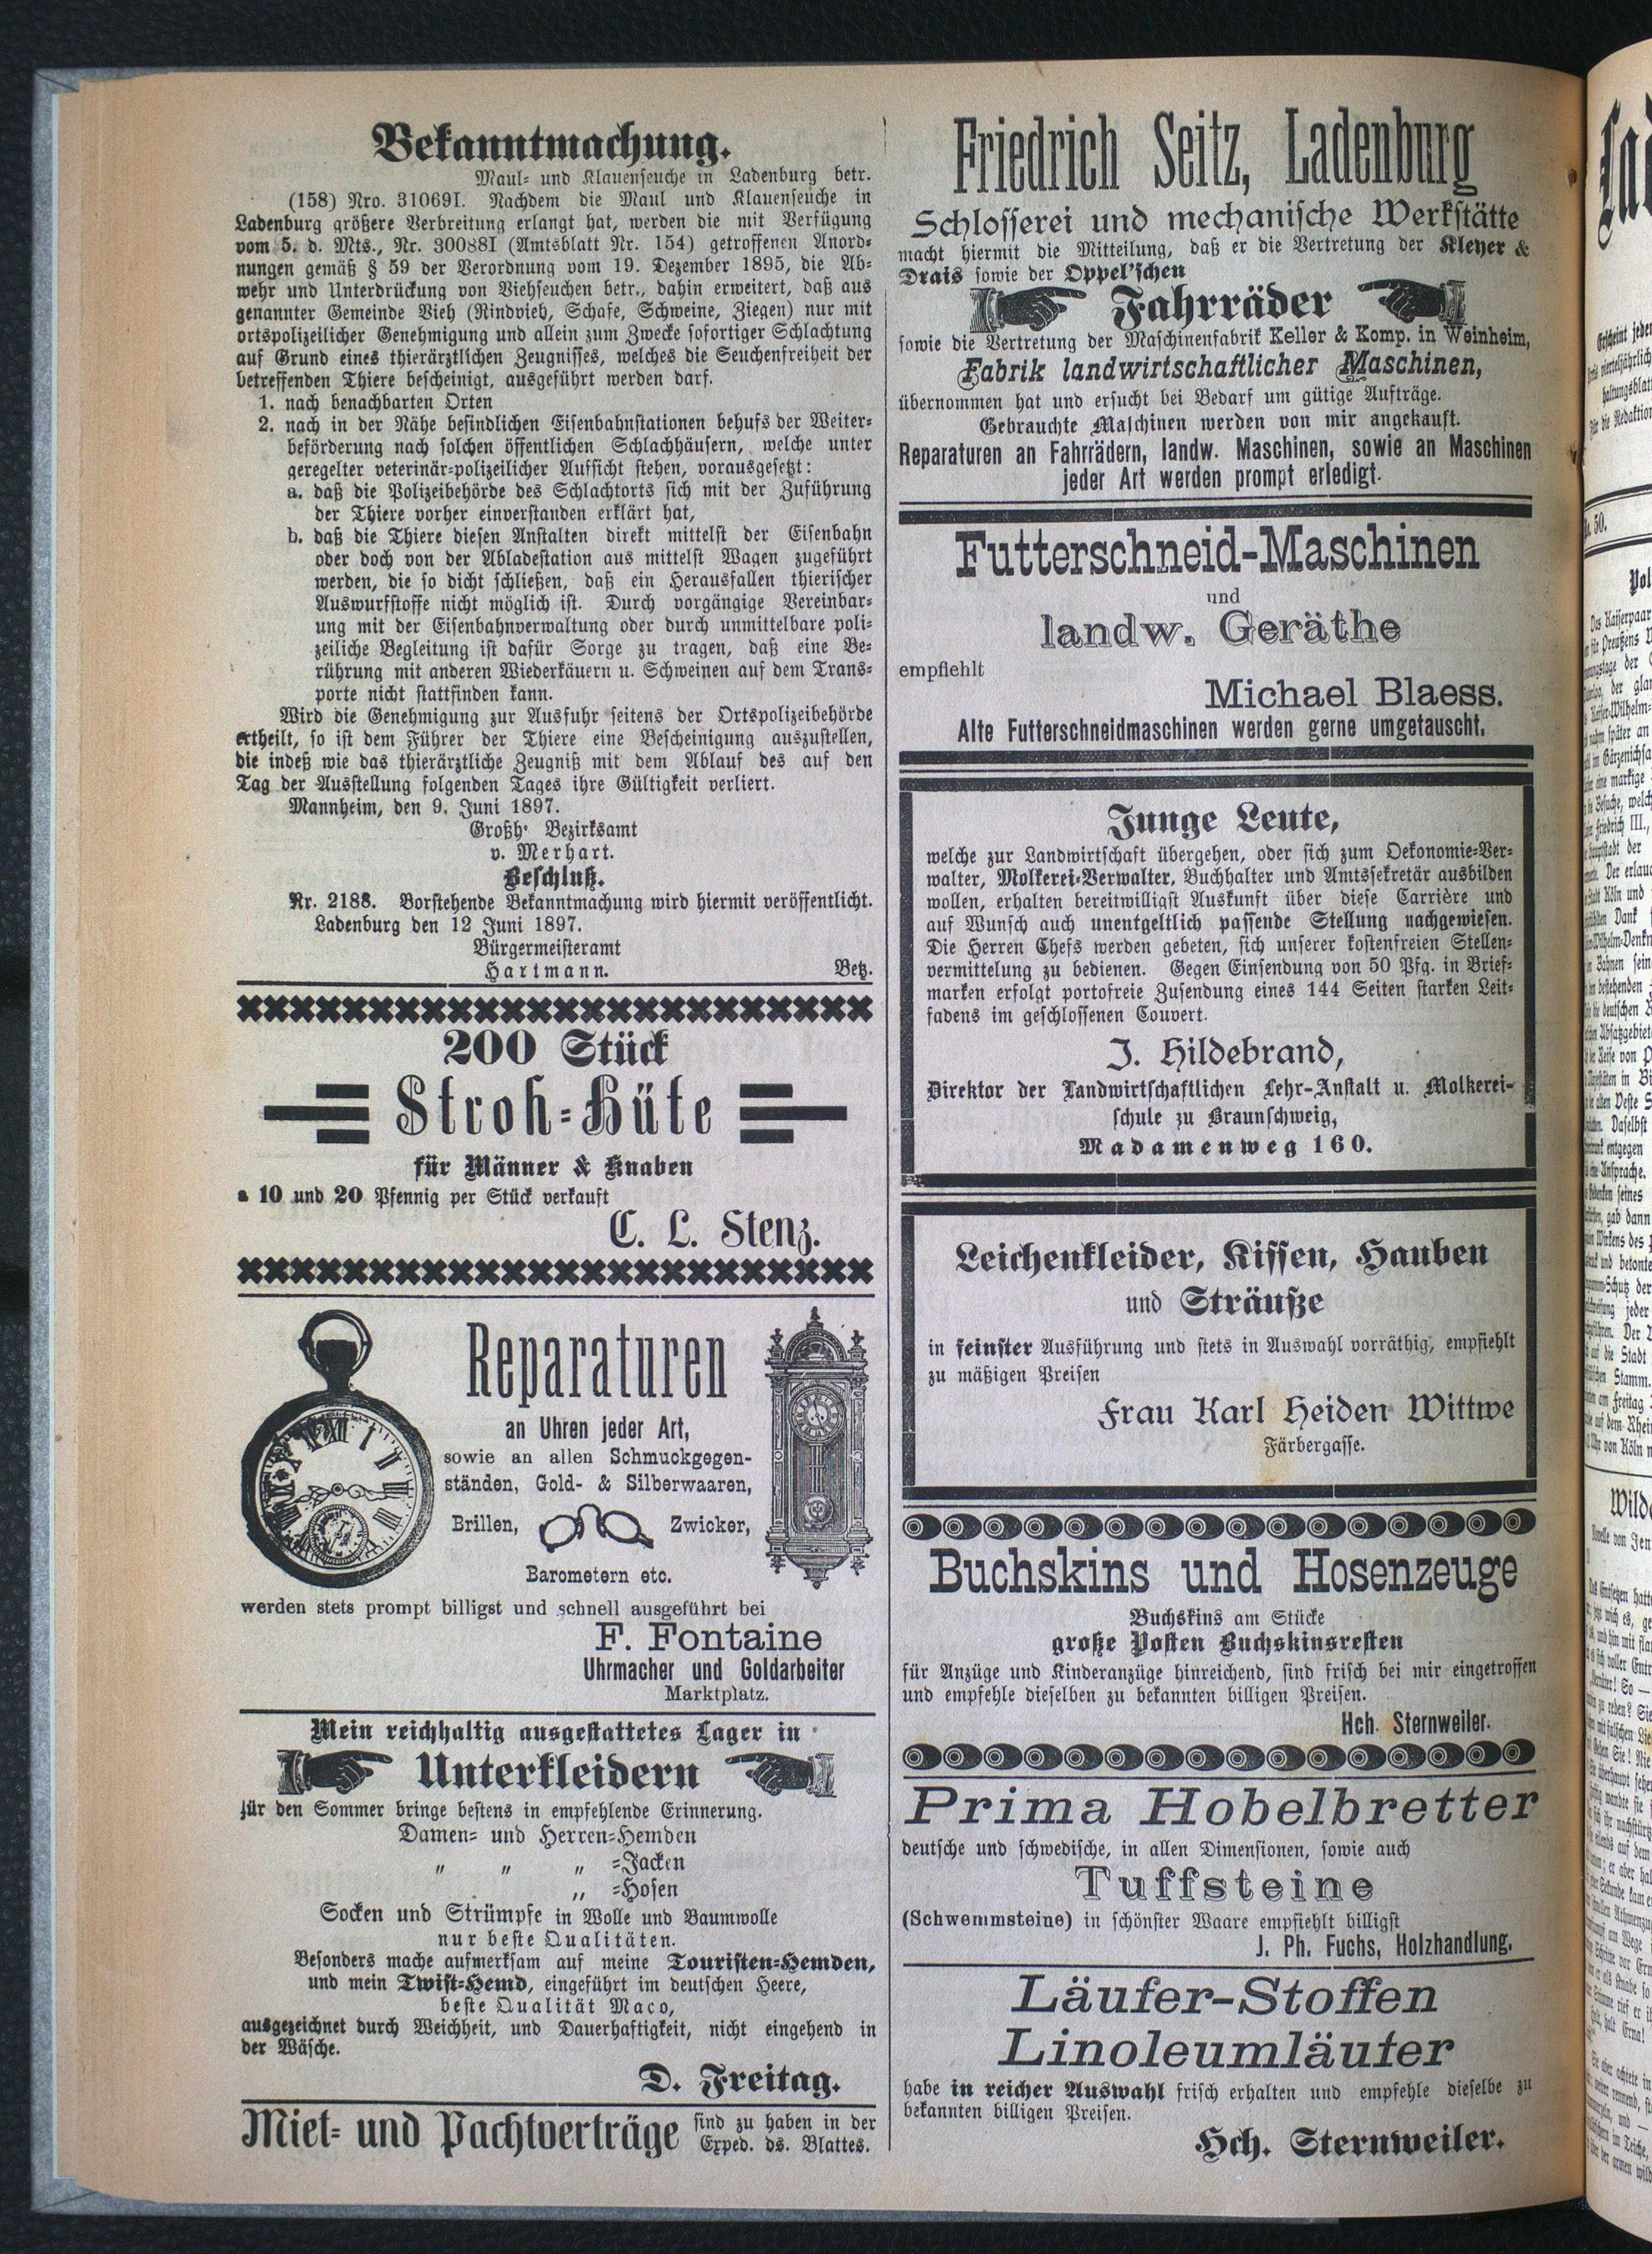 Bekanntmachung.
Maul- und Klauenseuche in Ladenburg betr.
(158) Nro. 31069I. Nachdem die Maul und Klauenseuche in
Ladenburg größere Verbreitung erlangt hat, werden die mit Verfügung
vom 5. d. Mts., Nr. 30088I (Amtsblatt Nr. 154) getroffenen Anord-
nungen gemäß § 59 der Verordnung vom 19. Dezember 1895, die Ab-
wehr und Unterdrückung von Viehseuchen betr., dahin erweitert, daß aus
genannter Gemeinde Vieh (Rindvieh, Schafe, Schweine, Ziegen) nur mit
ortspolizeilicher Genehmigung und allein zum Zwecke sofortiger Schlachtung
auf Grund eines thierärztlichen Zeugnisses, welches die Seuchenfreiheit der
betreffenden Thiere bescheinigt, ausgeführt werden darf.
1. nach benachbarten Orten
2. nach in der Nähe befindlichen Eisenbahnstationen behufs der Weiter-
beförderung nach solchen öffentlichen Schlachhäusern, welche unter
geregelter veterinär-polizeilicher Aufsicht stehen, vorausgesetzt:
a. daß die Polizeibehörde des Schlachtorts sich mit der Zuführung
der Thiere vorher einverstanden erklärt hat,
b. daß die Thiere diesen Anstalten direkt mittelst der Eisenbahn
oder doch von der Abladestation aus mittelst Wagen zugeführt
werden, die so dicht schließen, daß ein Herausfallen thierischer
Auswurfstoffe nicht möglich ist. Durch vorgängige Vereinbar-
ung mit der Eisenbahnverwaltung oder durch unmittelbare poli-
zeiliche Begleitung ist dafür Sorge zu tragen, daß eine Be-
rührung mit anderen Wiederkäuern u. Schweinen auf dem Trans-
porte nicht stattfinden kann.
Wird die Genehmigung zur Ausfuhr seitens der Ortspolizeibehörde
ertheilt, so ist dem Führer der Thiere eine Bescheinigung auszustellen,
die indeß wie das thierärztliche Zeugniß mit dem Ablauf des auf den
Tag der Ausstellung folgenden Tages ihre Gültigkeit verliert.
Mannheim, den 9. Juni 1897.
Großh. Bezirksamt
v. Merhart.
Beschluß.
Nr. 2188. Vorstehende Bekanntmachung wird hiermit veröffentlicht.
Ladenburg den 12 Juni 1897.
Bürgermeisteramt
Hartmann. Betz.
200 Stück
Stroh-Hüte
für Männer & Knaben
a 10 und 20 Pfennig per Stück verkauft
C. L. Stenz.
Reparaturen
an Uhren jeder Art,
sowie an allen Schmuckgegen-
ständen, Gold- & Silberwaaren,
Brillen, Zwicker,
Barometern etc.
werden stets prompt billigst und schnell ausgeführt bei
F. Fontaine
Uhrmacher und Goldarbeiter
Marktplatz.
Mein reichhaltig ausgestattetes Lager in
Unterkleidern
für den Sommer bringe bestens in empfehlende Erinnerung.
Damen- und Herren-Hemden
" " " -Jacken
" -Hosen
Socken und Strümpfe in Wolle und Baumwolle
nur beste Qualitäten.
Besonders mache aufmerksam auf meine Touristen-Hemden,
und mein Twist-Hemd, eingeführt im deutschen Heere,
beste Qualität Maco,
ausgezeichnet durch Weichheit, und Dauerhaftigkeit, nicht eingehend in
der Wäsche.
D. Freitag.
Miet- und Pachtverträge sind zu haben in der
Exped. ds. Blattes.
Friedrich Seitz, Ladenburg
Schlosserei und mechanische Werkstätte
macht hiermit die Mitteilung, daß er die Vertretung der Kleyer &
Drais sowie der Oppel'schen
Fahrräder
sowie die Vertretung der Maschinenfabrik Keller & Komp. in Weinheim,
Fabrik landwirtschaftlicher Maschinen,
übernommen hat und ersucht bei Bedarf um gütige Aufträge.
Gebrauchte Maschinen werden von mir angekauft.
Reparaturen an Fahrrädern, landw. Maschinen, sowie an Maschinen
jeder Art werden prompt erledigt.
Futterschneid-Maschinen
und
landw. Geräthe
empfiehlt
Michael Blaess.
Alte Futterschneidmaschinen werden gerne umgetauscht.
Junge Leute,
welche zur Landwirtschaft übergehen, oder sich zum Oekonomie-Ver-
walter, Molkerei-Verwalter, Buchhalter und Amtssekretär ausbilden
wollen, erhalten bereitwilligst Auskunft über diese Carrière und
auf Wunsch auch unentgeltlich passende Stellung nachgewiesen.
Die Herren Chefs werden gebeten, sich unserer kostenfreien Stellen-
vermittelung zu bedienen. Gegen Einsendung von 50 Pfg. in Brief-
marken erfolgt portofreie Zusendung eines 144 Seiten starken Leit-
fadens im geschlossenen Couvert.
J. Hildebrand,
Direktor der Landwirtschaftlichen Lehr-Anstalt u. Molkerei-
schule zu Braunschweig,
Madamenweg 160.
Leichenkleider, Kissen, Hauben
und Sträuße
in feinster Ausführung und stets in Auswahl vorräthig, empfiehlt
zu mäßigen Preisen
Frau Karl Heiden Wittwe
Färbergasse.
Buchskins und Hosenzeuge
Buchskins am Stücke
große Posten Buchskinsresten
für Anzüge und Kinderanzüge hinreichend, sind frisch bei mir eingetroffen
und empfehle dieselben zu bekannten billigen Preisen.
Hch. Sternweiler.
Prima Hobelbretter
deutsche und schwedische, in allen Dimensionen, sowie auch
Tuffsteine
(Schwemmsteine) in schönster Waare empfiehlt billigst
J. Ph. Fuchs, Holzhandlung.
Läufer-Stoffen
Linoleumläufer
habe in reicher Auswahl frisch erhalten und empfehle dieselbe zu
bekannten billigen Preisen.
Hch. Sternweiler.